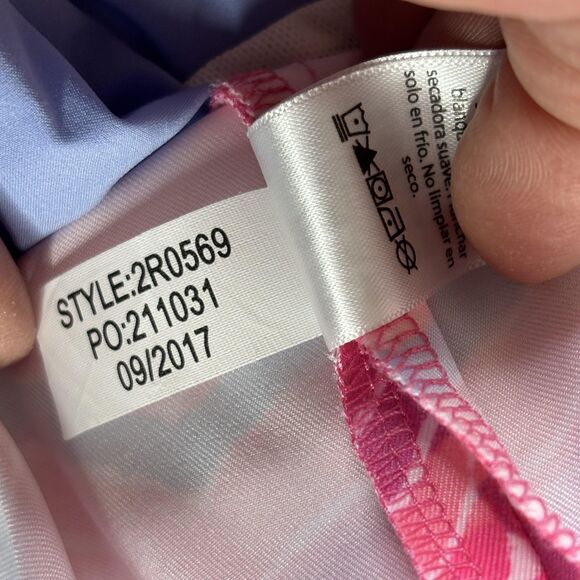 STYLE:2R0569
PO:211031
09/2017
secadora suave.
solo en frío. No limpiar en
seco.